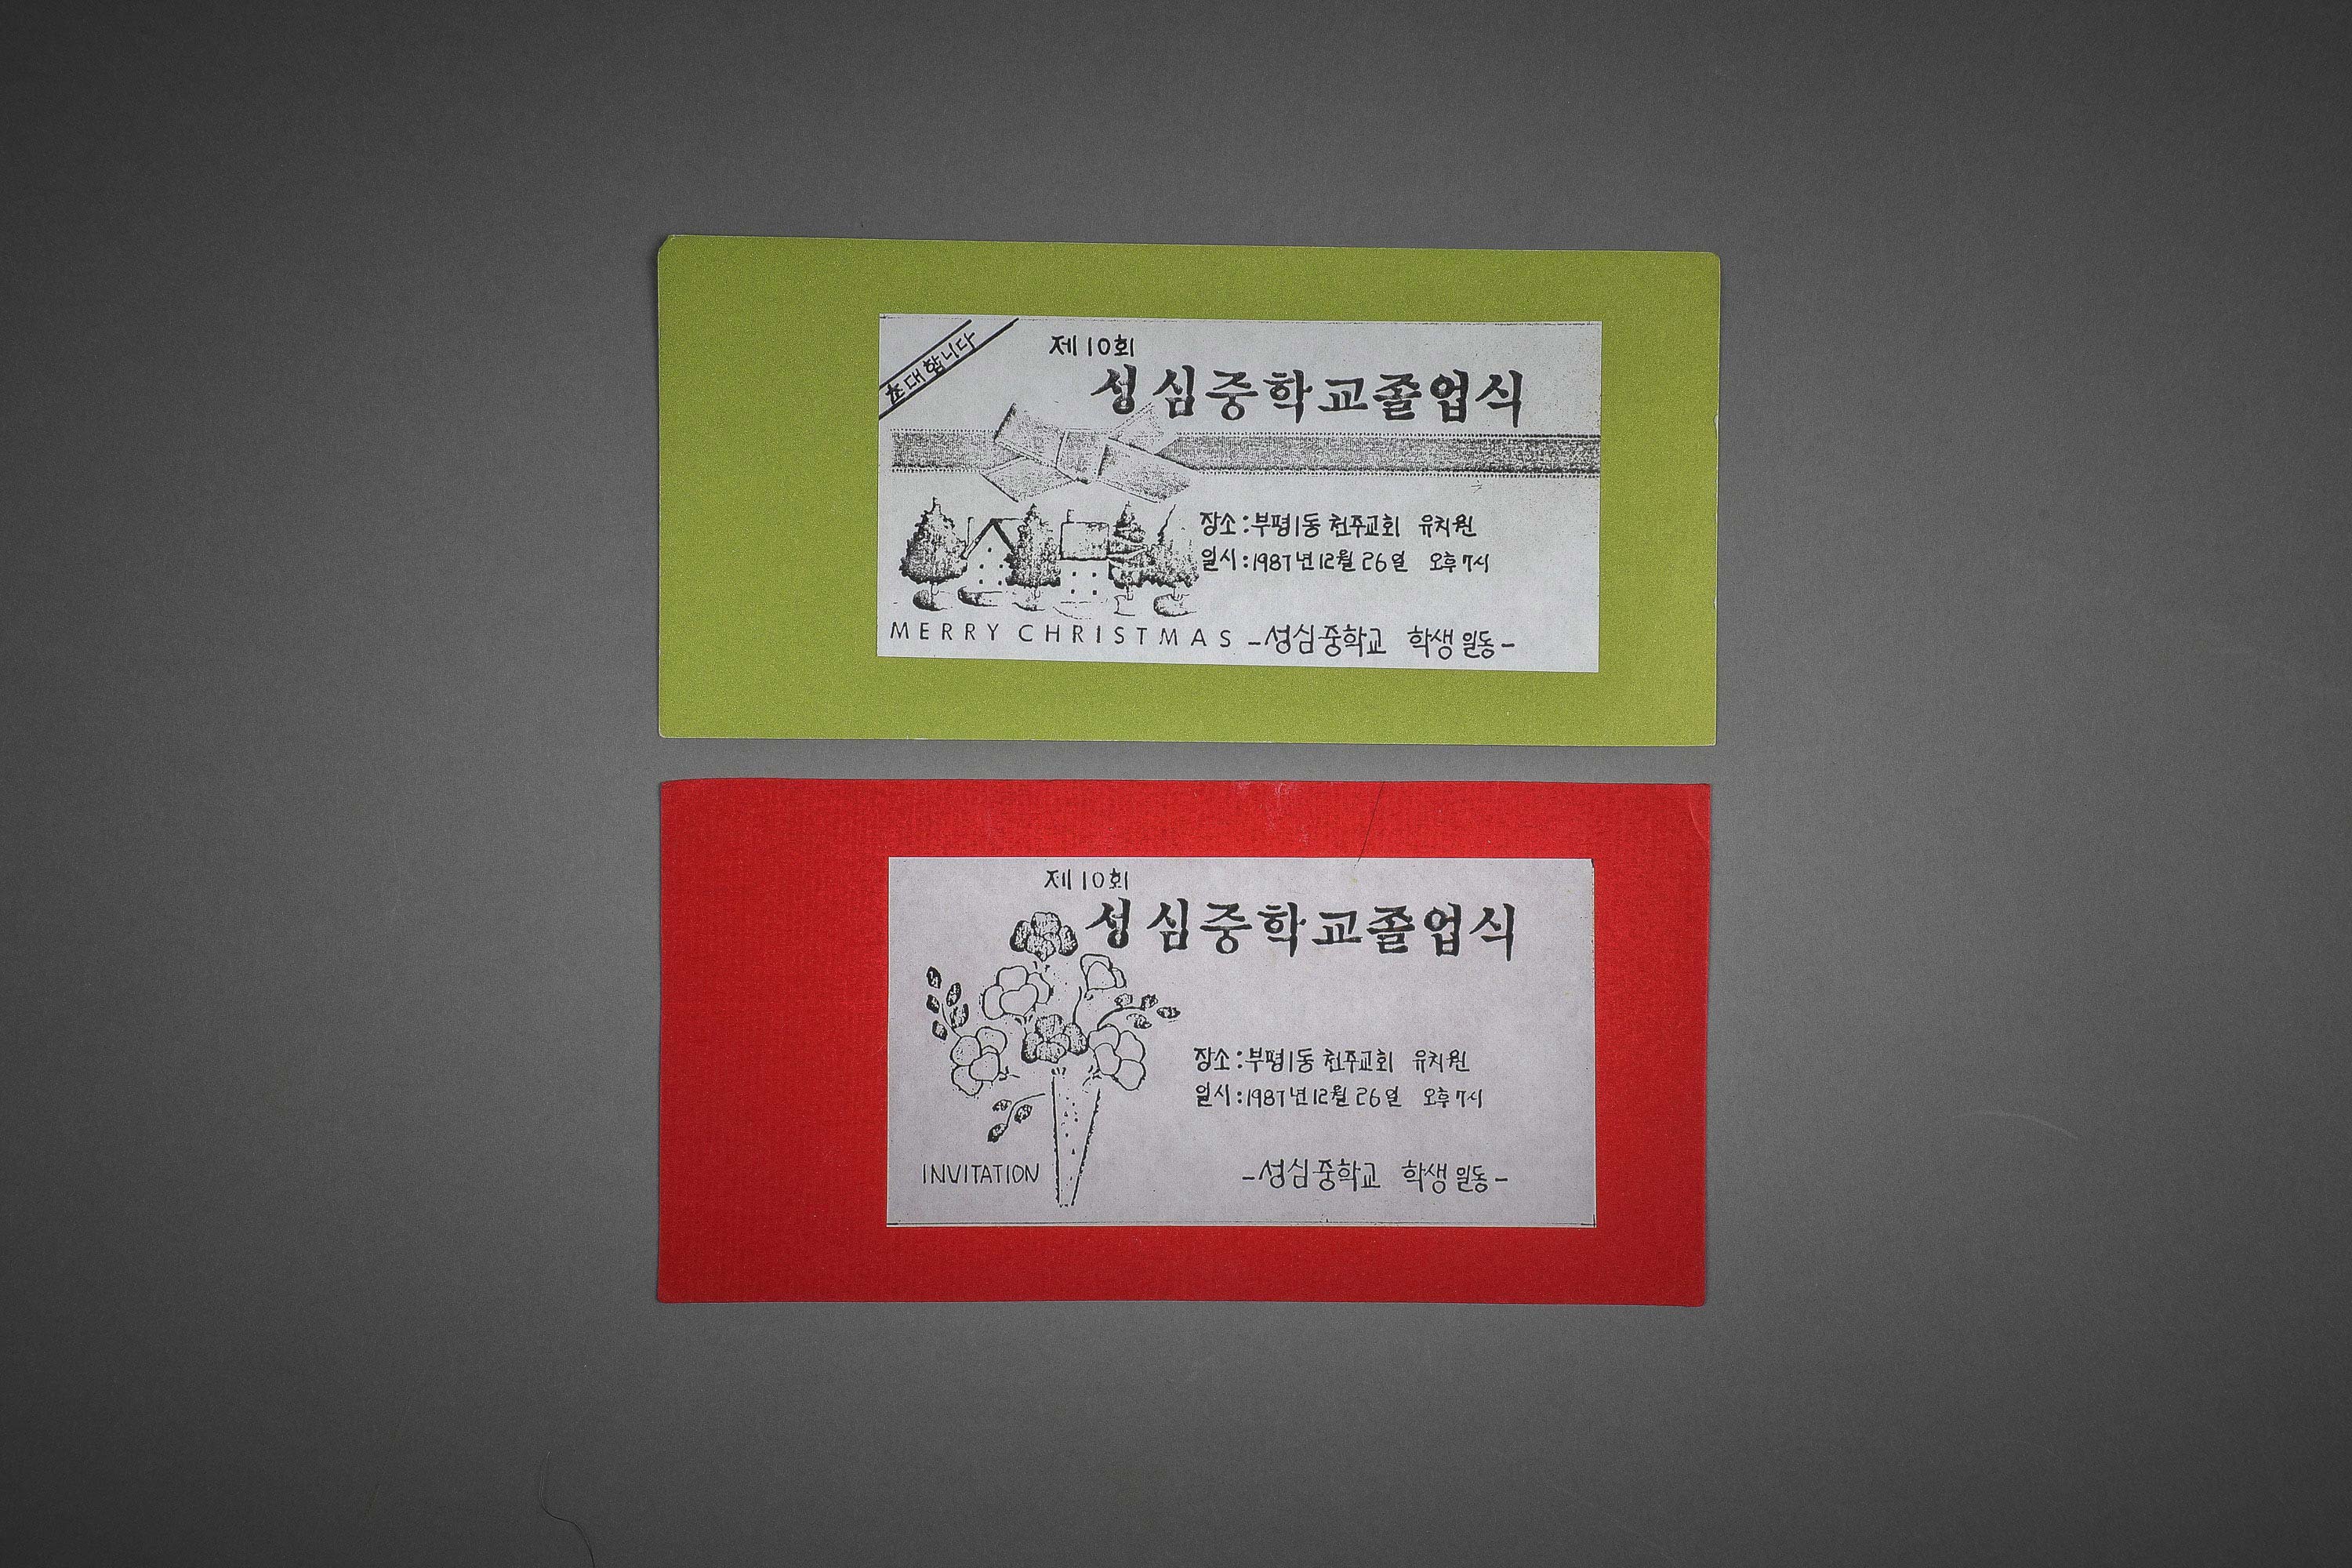 초대합니다
제10회
성심중학교졸업식
장소:부평1동 천주교회 유치원
일시:1987년12월 26일 오후7시
MERRY CHRISTMAS -성심중학교 학생일동-
제10회
성심중학교졸업식
장소:부평1동 천주교회 유치원
일시:1987년12월 26일 오후7시
INVITATION -성심중학교 학생일동-